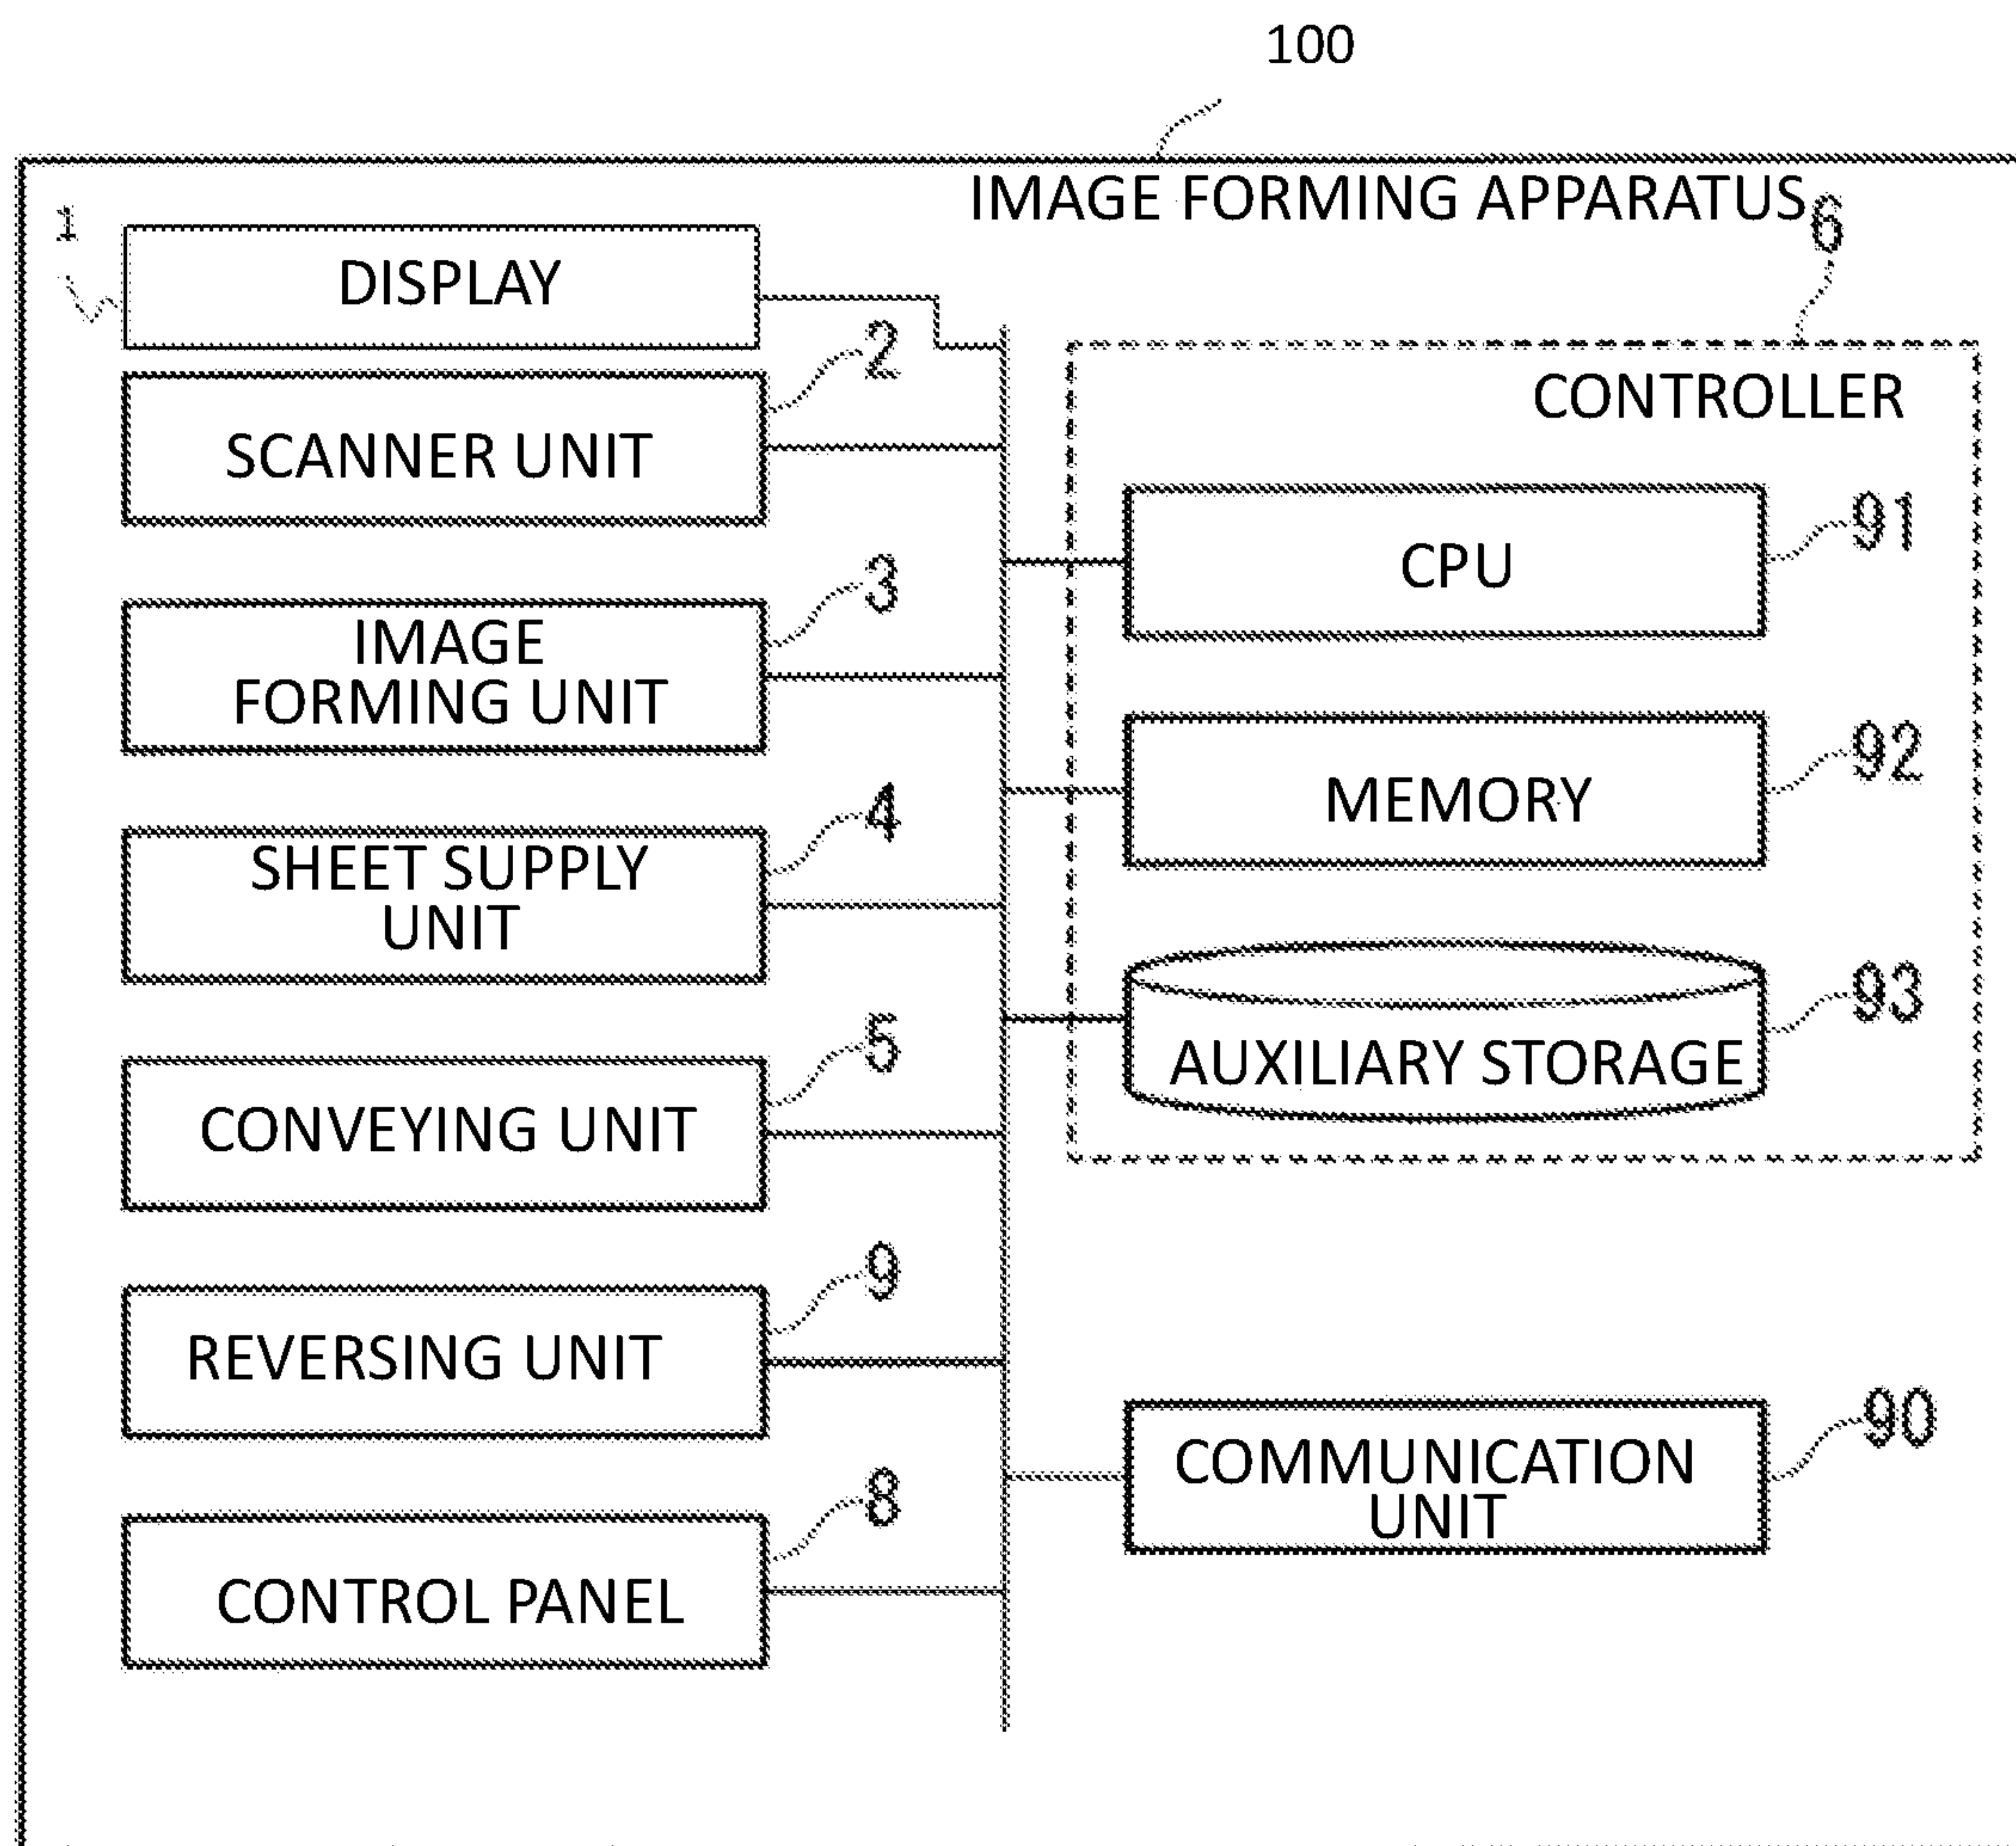 100
IMAGE FORMING APPARATUS
6
1
DISPLAY
2
SCANNER UNIT
3
IMAGE
FORMING UNIT
4
SHEET SUPPLY
UNIT
5
CONVEYING UNIT
9
REVERSING UNIT
8
CONTROL PANEL
CONTROLLER
CPU
91
MEMORY
92
AUXILIARY STORAGE
93
COMMUNICATION
UNIT
90